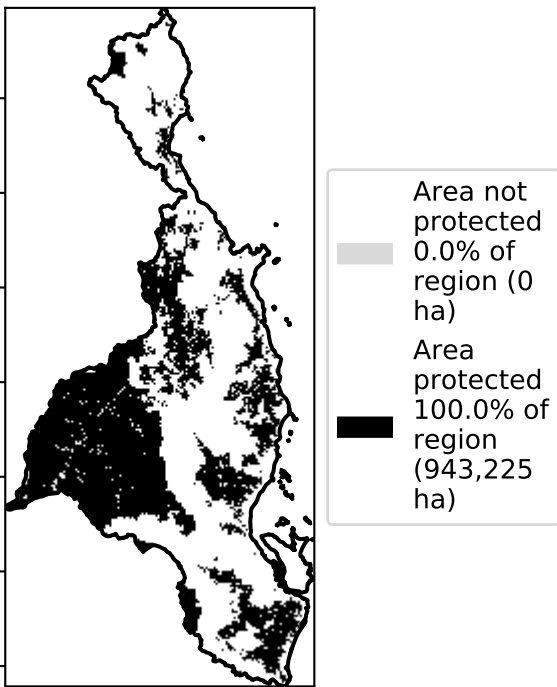 Area not
protected
0.0% of
region (0
ha)
Area
protected
100.0% of
region
(943,225
ha)